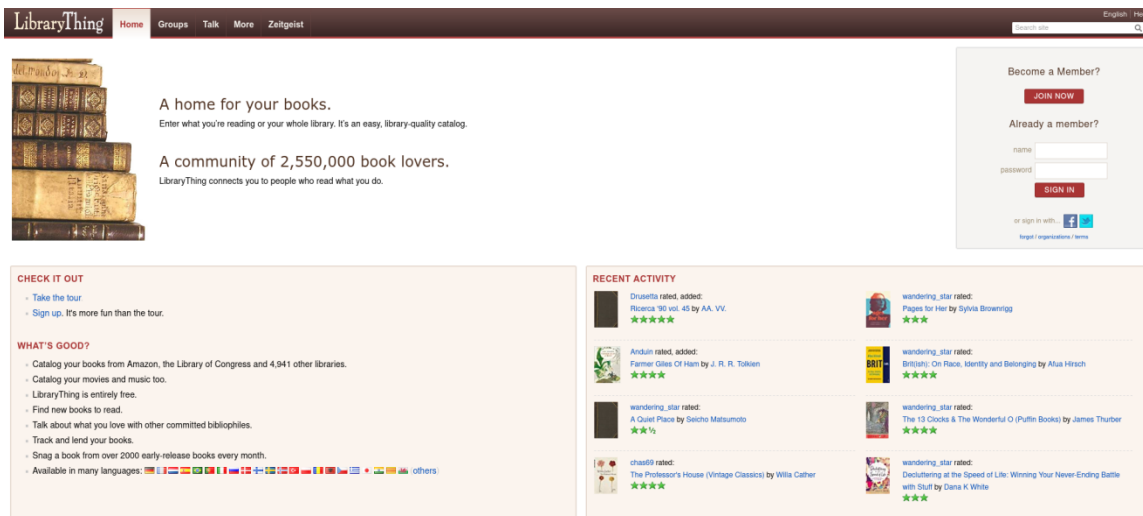 LibraryThing
Home Groups Talk More Zeitgeist
English
Search site
A home for your books.
Enter what you're reading or your whole library. It's an easy, library-quality catalog.
A community of 2,550,000 book lovers.
LibraryThing connects you to people who read what you do.
Become a Member?
JOIN NOW
Already a member?
name
password
SIGN IN
or sign in with...
forgot / organizations / terms
CHECK IT OUT
Take the tour
Sign up. It's more fun than the tour.
WHAT'S GOOD?
Catalog your books from Amazon, the Library of Congress and 4,941 other libraries.
Catalog your movies and music too.
LibraryThing is entirely free.
Find new books to read.
Talk about what you love with other committed bibliophiles.
Track and lend your books.
Snag a book from over 2000 early-release books every month.
Available in many languages: (others)
RECENT ACTIVITY
Drusetta rated, added:
Ricerca '90 vol. 45 by AA. VV.
wandering_star rated:
Pages for Her by Sylvia Brownrigg
Anduin rated, added:
Farmer Giles Of Ham by J. R. R. Tolkien
BRIT
wandering_star rated:
Brit(ish): On Race, Identity and Belonging by Afua Hirsch
wandering_star rated:
A Quiet Place by Seicho Matsumoto
wandering_star rated:
The 13 Clocks & The Wonderful O (Puffin Books) by James Thurber
chas69 rated:
The Professor's House (Vintage Classics) by Willa Cather
wandering_star rated:
Decluttering at the Speed of Life: Winning Your Never-Ending Battle
with Stuff by Dana K White